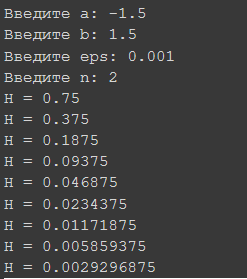 Введите a: -1.5
Введите b: 1.5
Введите eps: 0.001
Введите n: 2
H = 0.75
H = 0.375
H = 0.1875
H = 0.09375
H = 0.046875
H = 0.0234375
H = 0.01171875
H = 0.005859375
H = 0.0029296875